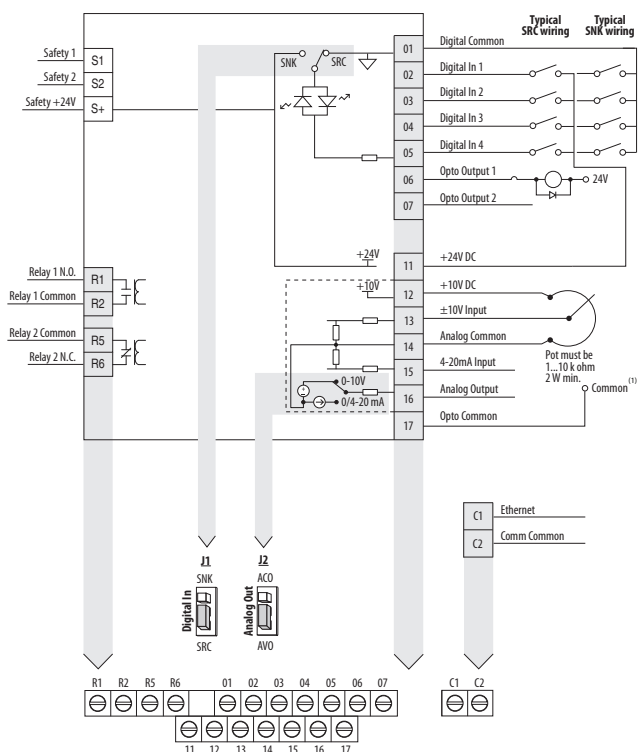 Typical Typical
SRC wiring SNK wiring
Safety 1 S1
Safety 2 S2
Safety +24V S+
SNK SRC
01 Digital Common
02 Digital In 1
03 Digital In 2
04 Digital In 3
05 Digital In 4
06 Opto Output 1
24V
07 Opto Output 2
+24V 11 +24V DC
+10V 12 +10V DC
13 ±10V Input
14 Analog Common
15 4-20mA Input
16 Analog Output
17 Opto Common
Pot must be
1...10 k ohm
2 W min.
Common (1)
0-10V
0/4-20 mA
Relay 1 N.O. R1
Relay 1 Common R2
Relay 2 Common R5
Relay 2 N.C. R6
C1 Ethernet
C2 Comm Common
J1 J2
SNK ACO
Digital In Analog Out
SRC AVO
R1 R2 R5 R6 01 02 03 04 05 06 07 C1 C2
11 12 13 14 15 16 17